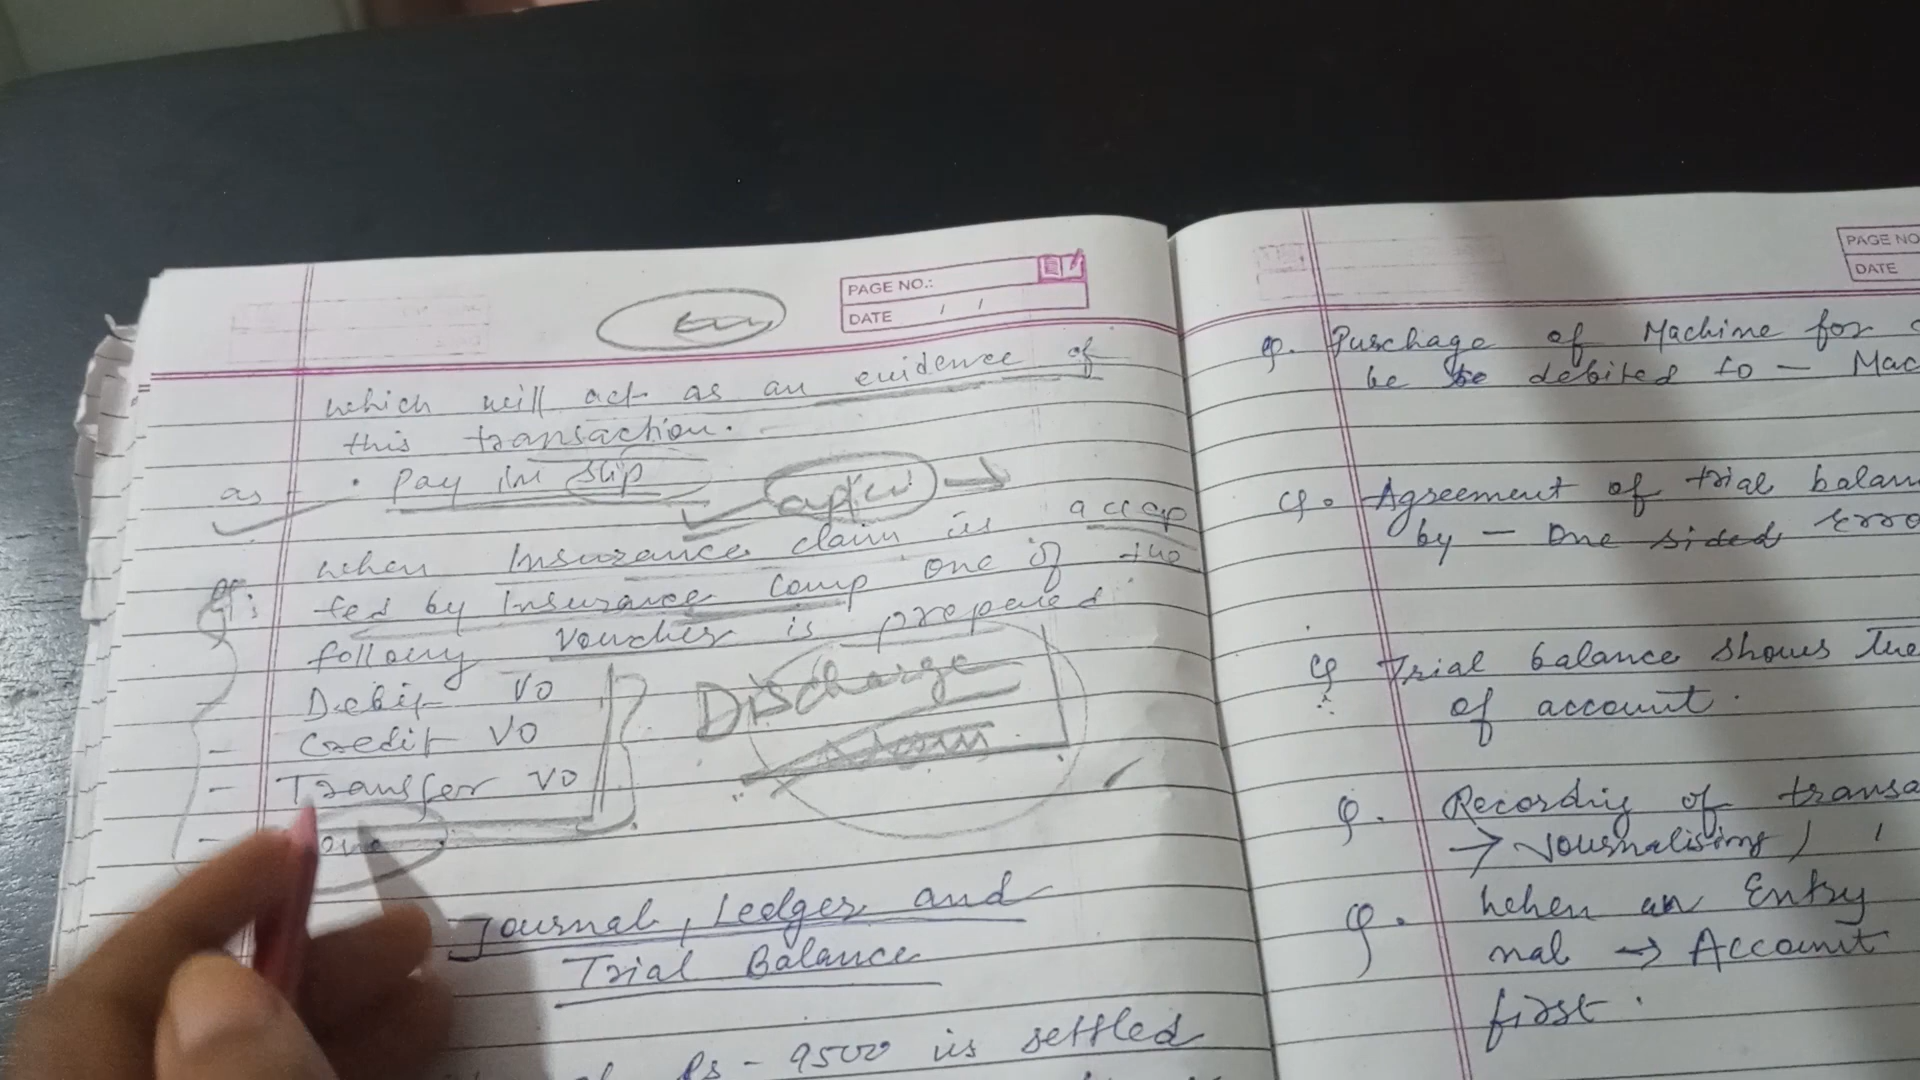 PAGE NO.:
DATE / /
which will act as an evidence of
this transaction.
as - • Pay in slip
when Insurance claim is accep
ted by Insurance Comp one of the
follony voucher is prepared
- Debit VO
- Credit VO
- Transfer VO
Discharge
Journal, Ledger and
Trial Balance
Rs - 9500 is settled
PAGE NO
DATE
Q. Purchage of Machine for
be debited to - Mac
Q. Agreement of trial balan
by - One sided Erro
Q Trial balance shows
of account.
Q. Recording of transa
→ Journalising /
Q. when an Entry
nal → Account
first.